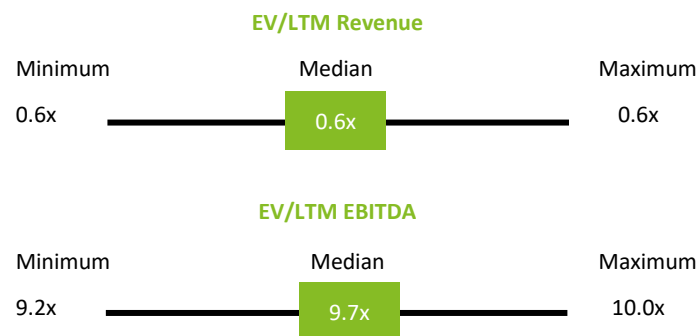 EV/LTM Revenue
Minimum Median Maximum
0.6x 0.6x 0.6x
EV/LTM EBITDA
Minimum Median Maximum
9.2x 9.7x 10.0x